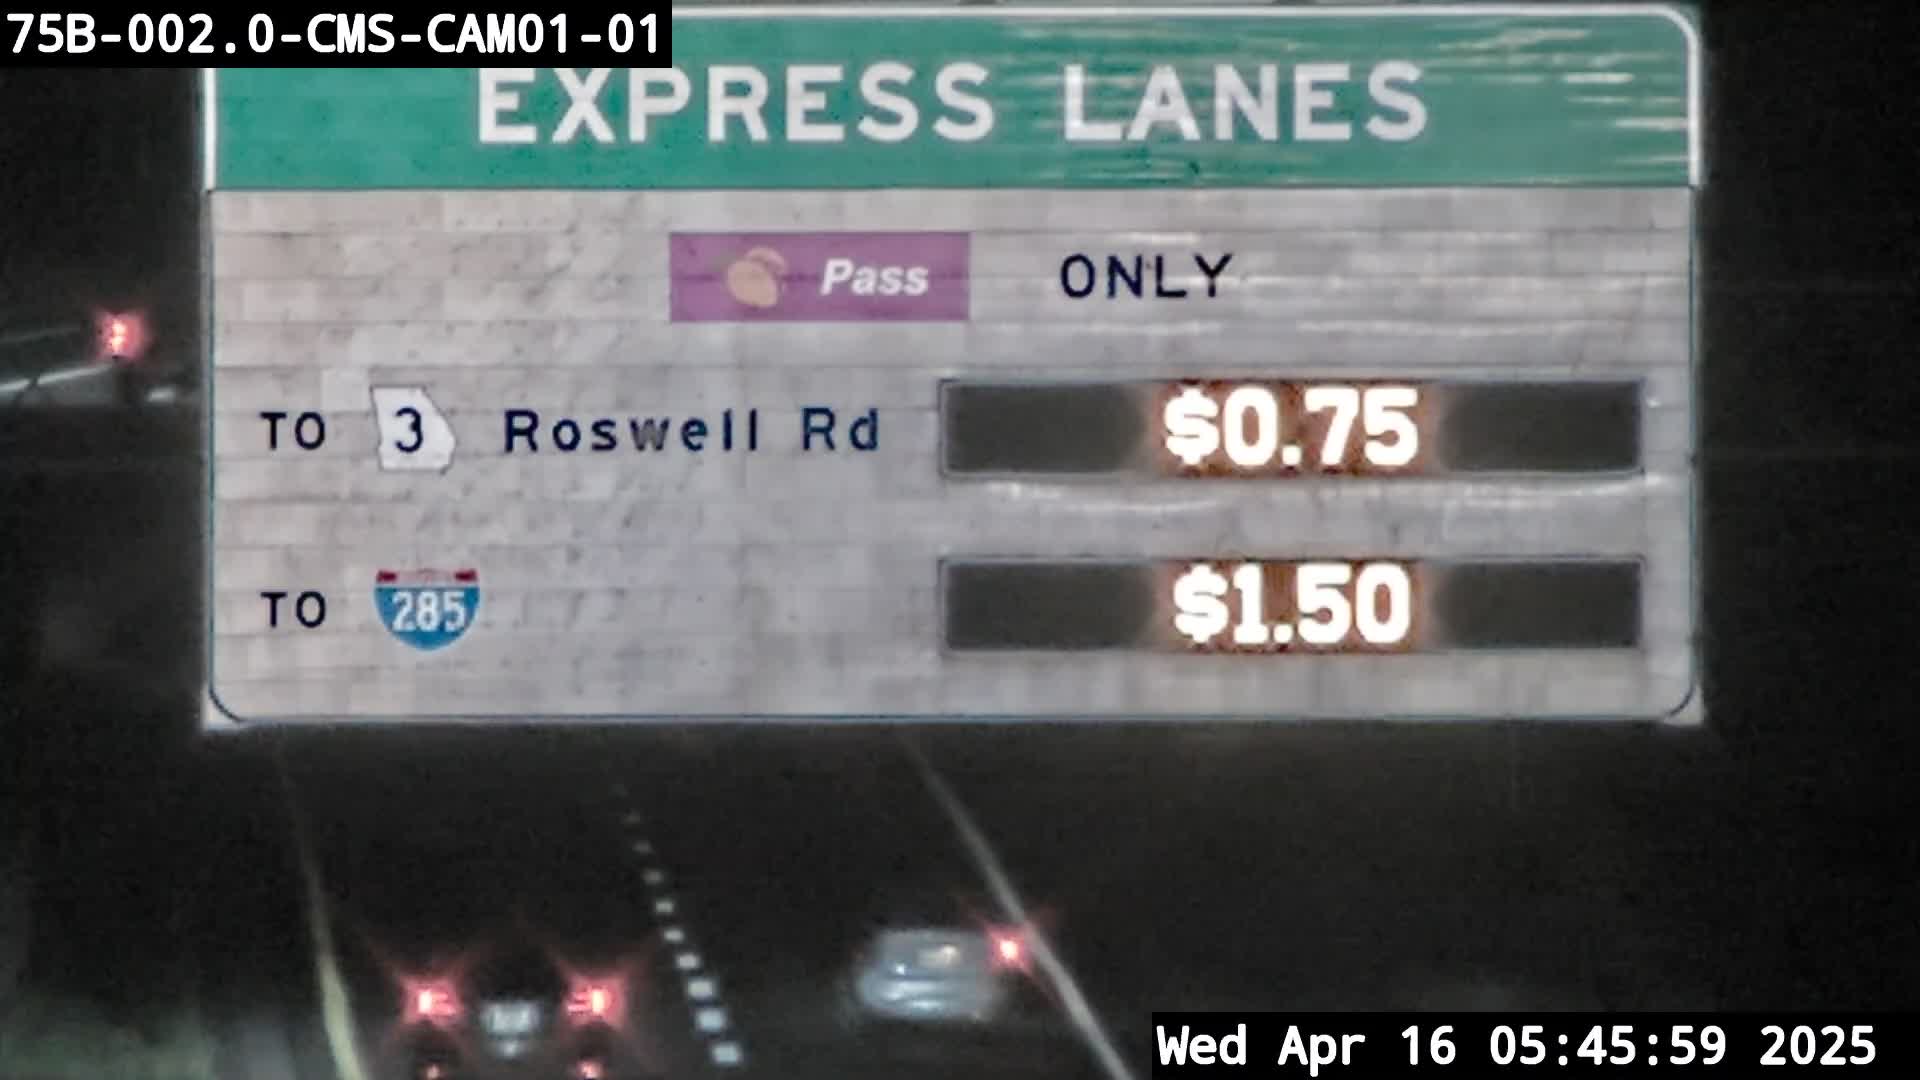 75B-002.0-CMS-CAM01-01
EXPRESS LANES
Pass ONLY
TO 3 Roswell Rd $0.75
TO 285 $1.50
Wed Apr 16 05:45:59 2025